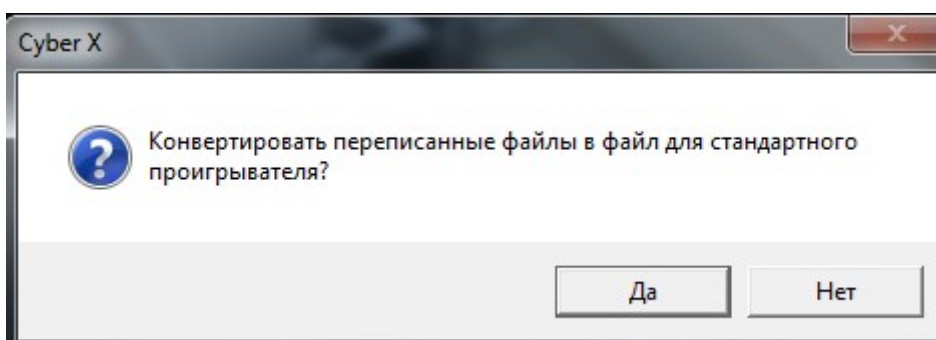 Cyber X
Конвертировать переписанные файлы в файл для стандартного
проигрывателя?
Да
Нет